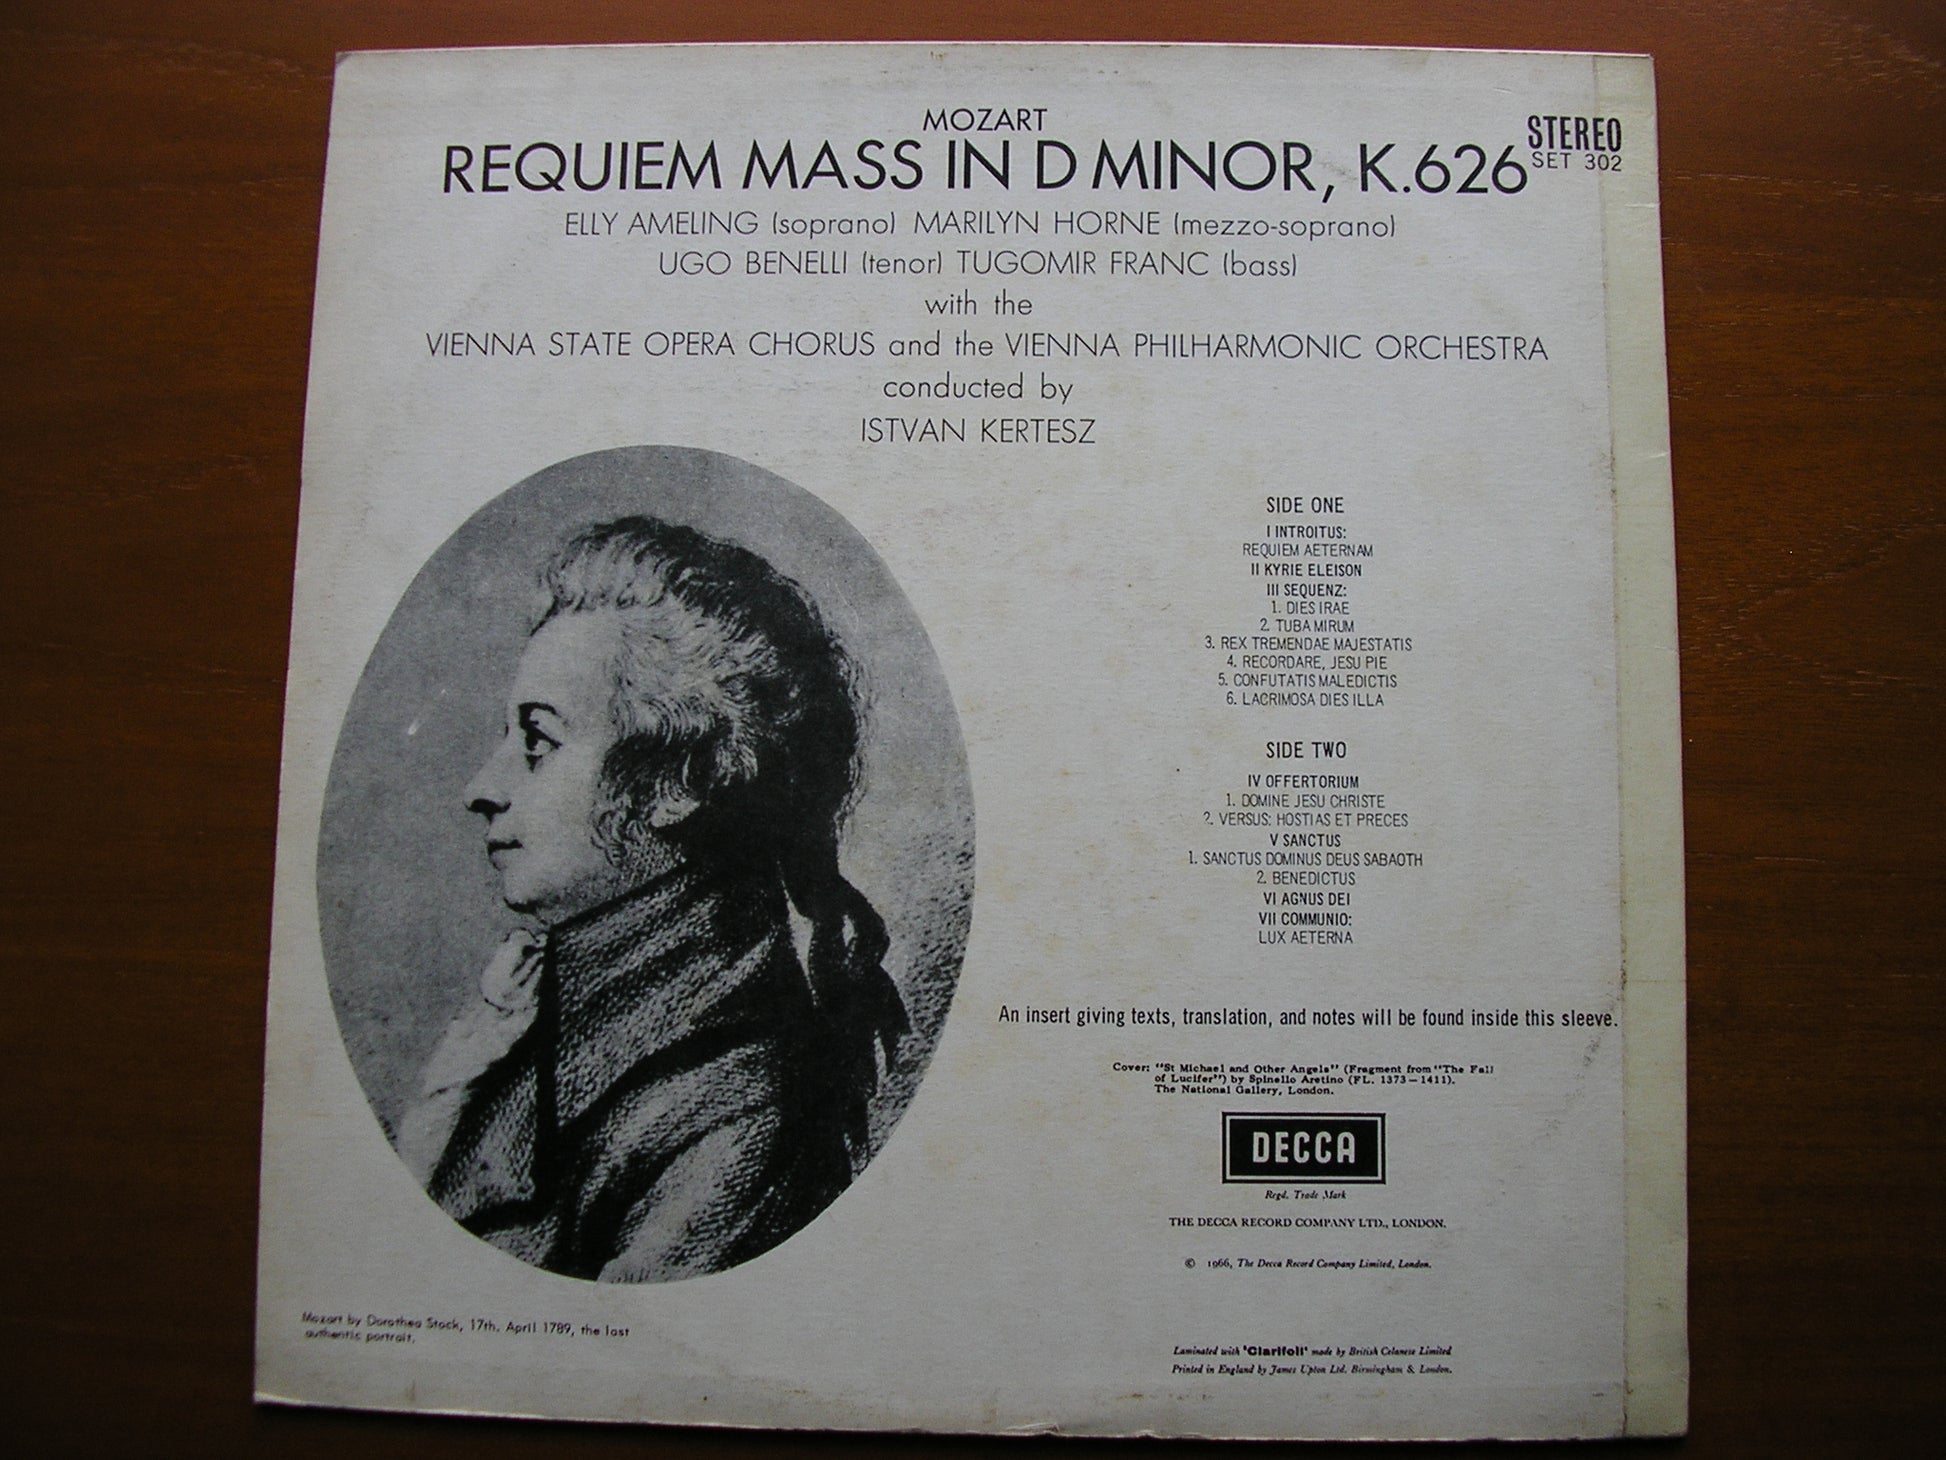 MOZART
REQUIEM MASS IN D MINOR, K.626
STEREO
SET 302
ELLY AMELING (soprano) MARILYN HORNE (mezzo-soprano)
UGO BENELLI (tenor) TUGOMIR FRANC (bass)
with the
VIENNA STATE OPERA CHORUS and the VIENNA PHILHARMONIC ORCHESTRA
conducted by
ISTVAN KERTESZ
SIDE ONE
I INTROITUS:
REQUIEM AETERNAM
II KYRIE ELEISON
III SEQUENZ:
1. DIES IRAE
2. TUBA MIRUM
3. REX TREMENDAE MAJESTATIS
4. RECORDARE, JESU PIE
5. CONFUTATIS MALEDICTIS
6. LACRIMOSA DIES ILLA
SIDE TWO
IV OFFERTORIUM
1. DOMINE JESU CHRISTE
2. VERSUS: HOSTIAS ET PRECES
V SANCTUS
1. SANCTUS DOMINUS DEUS SABAOTH
2. BENEDICTUS
VI AGNUS DEI
VII COMMUNIO:
LUX AETERNA
An insert giving texts, translation, and notes will be found inside this sleeve.
Cover: "St Michael and Other Angels" (Fragment from "The Fall
of Lucifer") by Spinello Aretino (FL. 1373–1411).
The National Gallery, London.
DECCA
Regd. Trade Mark
THE DECCA RECORD COMPANY LTD., LONDON.
© 1966, The Decca Record Company Limited, London.
Mozart by Dorothea Stock, 17th. April 1789, the last
authentic portrait.
Laminated with 'Clarifoil' made by British Celanese Limited
Printed in England by James Upton Ltd. Birmingham & London.